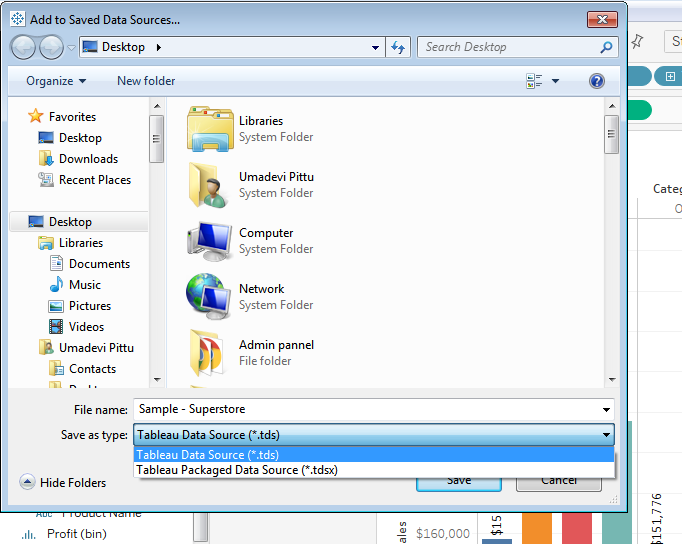 Add to Saved Data Sources...
Desktop
Search Desktop
Organize
New folder
Favorites
Desktop
Downloads
Recent Places
Desktop
Libraries
Documents
Music
Pictures
Videos
Umadevi Pittu
Contacts
Libraries
System Folder
Umadevi Pittu
System Folder
Computer
System Folder
Network
System Folder
Admin pannel
File folder
File name: Sample - Superstore
Save as type: Tableau Data Source (*.tds)
Tableau Data Source (*.tds)
Tableau Packaged Data Source (*.tdsx)
Hide Folders
Save
Cancel
Categ
Abc Product Name
Profit (bin)
ales
$160,000
$15
$151,776